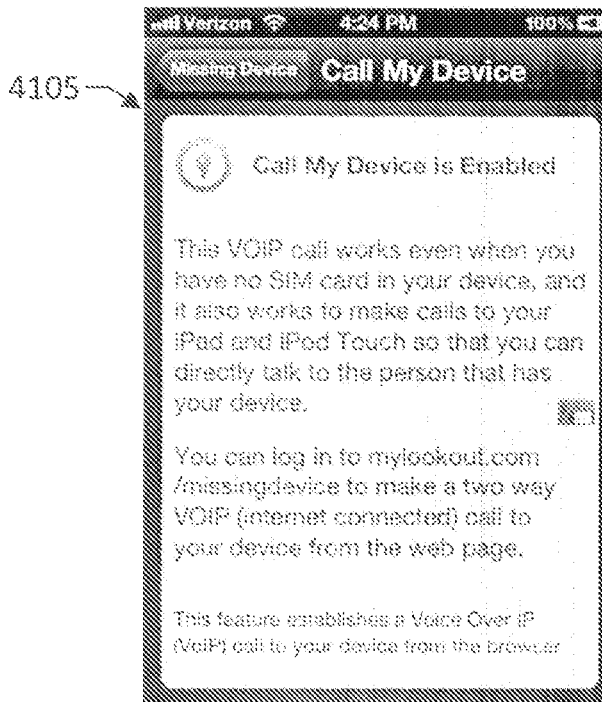 Verizon 4:24 PM 100%
Missing Device Call My Device
4105
Call My Device is Enabled
This VOIP call works even when you
have no SIM card in your device, and
it also works to make calls to your
iPad and iPod Touch so that you can
directly talk to the person that has
your device.
You can log in to mylookout.com
/missingdevice to make a two way
VOIP (internet connected) call to
your device from the web page.
This feature establishes a Voice Over IP
(VoIP) call to your device from the browser